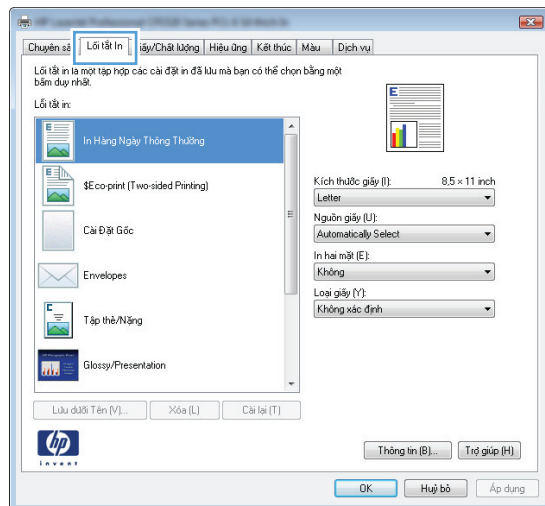 Chuyên sâ
Lối tắt In
iấy/Chất lượng
Hiệu ứng
Kết thúc
Màu
Dịch vụ
Lối tắt in là một tập hợp các cài đặt in đã lưu mà bạn có thể chọn bằng một
bấm duy nhất.
Lối tắt in:
In Hàng Ngày Thông Thường
$Eco-print (Two-sided Printing)
Cài Đặt Gốc
Envelopes
Tập thẻ/Nặng
Glossy/Presentation
Lưu dưới Tên (V)...
Xóa (L)
Cài lại (T)
E
Kích thước giấy (I):
8,5 × 11 inch
Letter
Nguồn giấy (U):
Automatically Select
In hai mặt (E):
Không
Loại giấy (Y):
Không xác định
hp
invent
Thông tin (B)...
Trợ giúp (H)
OK
Huỷ bỏ
Áp dụng